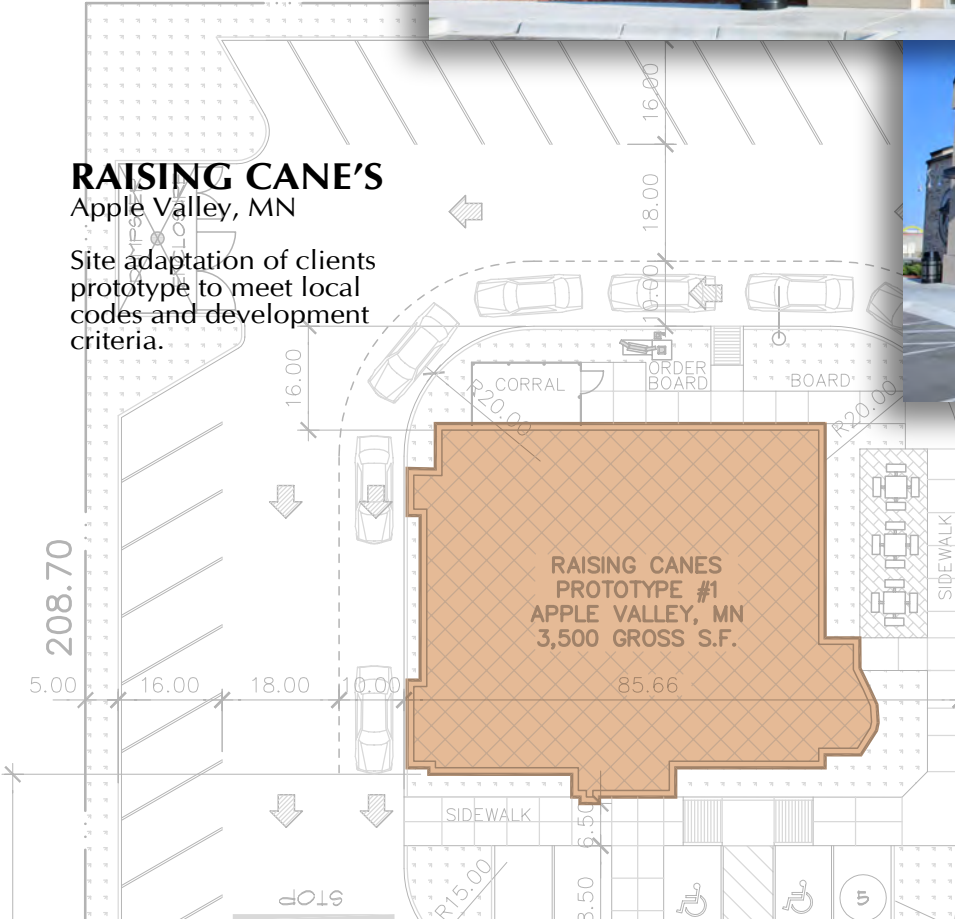 RAISING CANE'S
Apple Valley, MN
Site adaptation of clients
prototype to meet local
codes and development
criteria.
16.00
18.00
10.00
16.00
R20.00
CORRAL
ORDER
BOARD
BOARD
R20.00
SIDEWALK
208.70
RAISING CANES
PROTOTYPE #1
APPLE VALLEY, MN
3,500 GROSS S.F.
5.00
16.00
18.00
10.00
85.66
SIDEWALK
6.50
R15.00
STOP
5